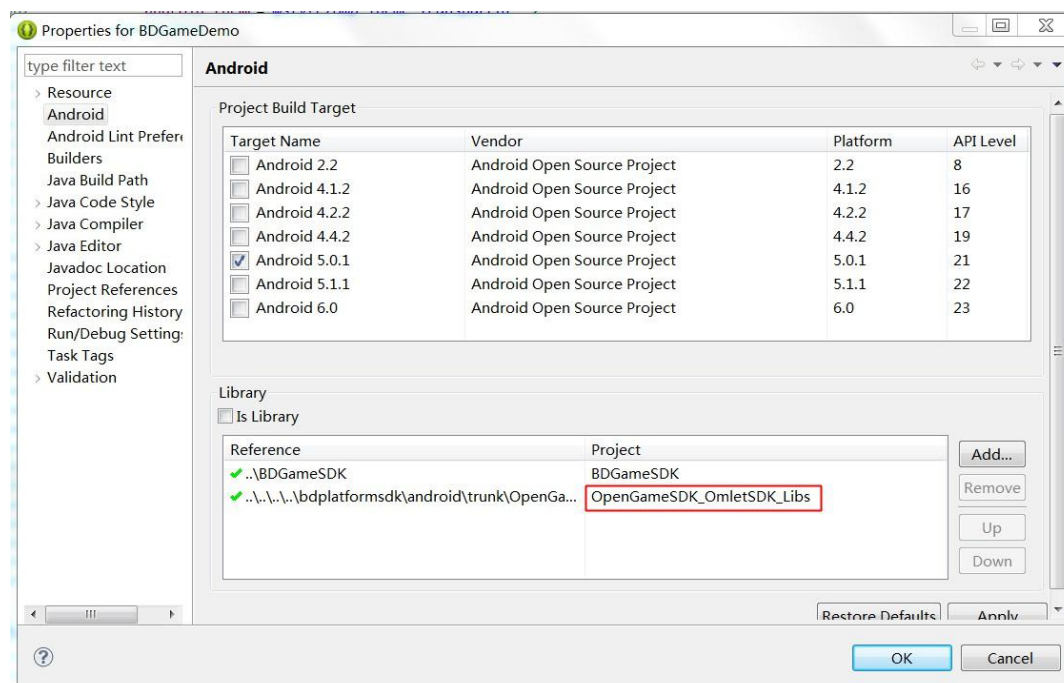 Properties for BDGameDemo
type filter text
Android
Resource
Android
Android Lint Prefer
Builders
Java Build Path
Java Code Style
Java Compiler
Java Editor
Javadoc Location
Project References
Refactoring History
Run/Debug Setting
Task Tags
Validation
Project Build Target
Target Name Vendor Platform API Level
Android 2.2 Android Open Source Project 2.2 8
Android 4.1.2 Android Open Source Project 4.1.2 16
Android 4.2.2 Android Open Source Project 4.2.2 17
Android 4.4.2 Android Open Source Project 4.4.2 19
Android 5.0.1 Android Open Source Project 5.0.1 21
Android 5.1.1 Android Open Source Project 5.1.1 22
Android 6.0 Android Open Source Project 6.0 23
Library
Is Library
Reference Project
..\BDGameSDK BDGameSDK
..\..\..\..\bdplatformsdk\android\trunk\OpenGa... OpenGameSDK_OmletSDK_Libs
Add...
Remove
Up
Down
Restore Defaults Apply
OK Cancel